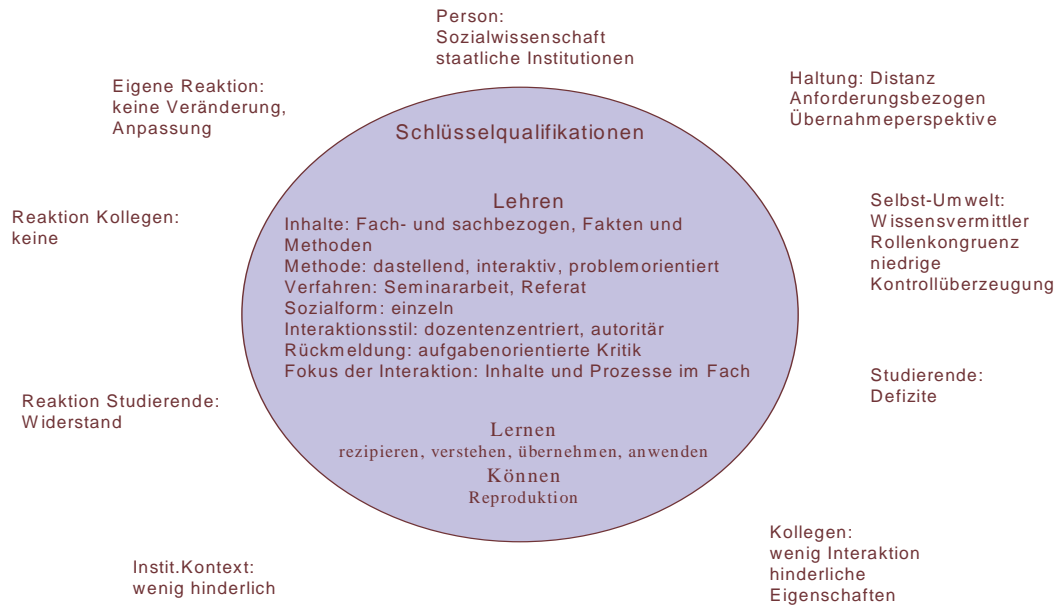 Person:
Sozialwissenschaft
staatliche Institutionen
Eigene Reaktion:
keine Veränderung,
Anpassung
Haltung: Distanz
Anforderungsbezogen
Übernahmeperspektive
Schlüsselqualifikationen
Reaktion Kollegen:
keine
Lehren
Inhalte: Fach- und sachbezogen, Fakten und
Methoden
Methode: dastellend, interaktiv, problemorientiert
Verfahren: Seminararbeit, Referat
Sozialform: einzeln
Interaktionsstil: dozentenzentriert, autoritär
Rückmeldung: aufgabenorientierte Kritik
Fokus der Interaktion: Inhalte und Prozesse im Fach
Selbst-Umwelt:
Wissensvermittler
Rollenkongruenz
niedrige
Kontrollüberzeugung
Reaktion Studierende:
Widerstand
Studierende:
Defizite
Lernen
rezipieren, verstehen, übernehmen, anwenden
Können
Reproduktion
Instit.Kontext:
wenig hinderlich
Kollegen:
wenig Interaktion
hinderliche
Eigenschaften